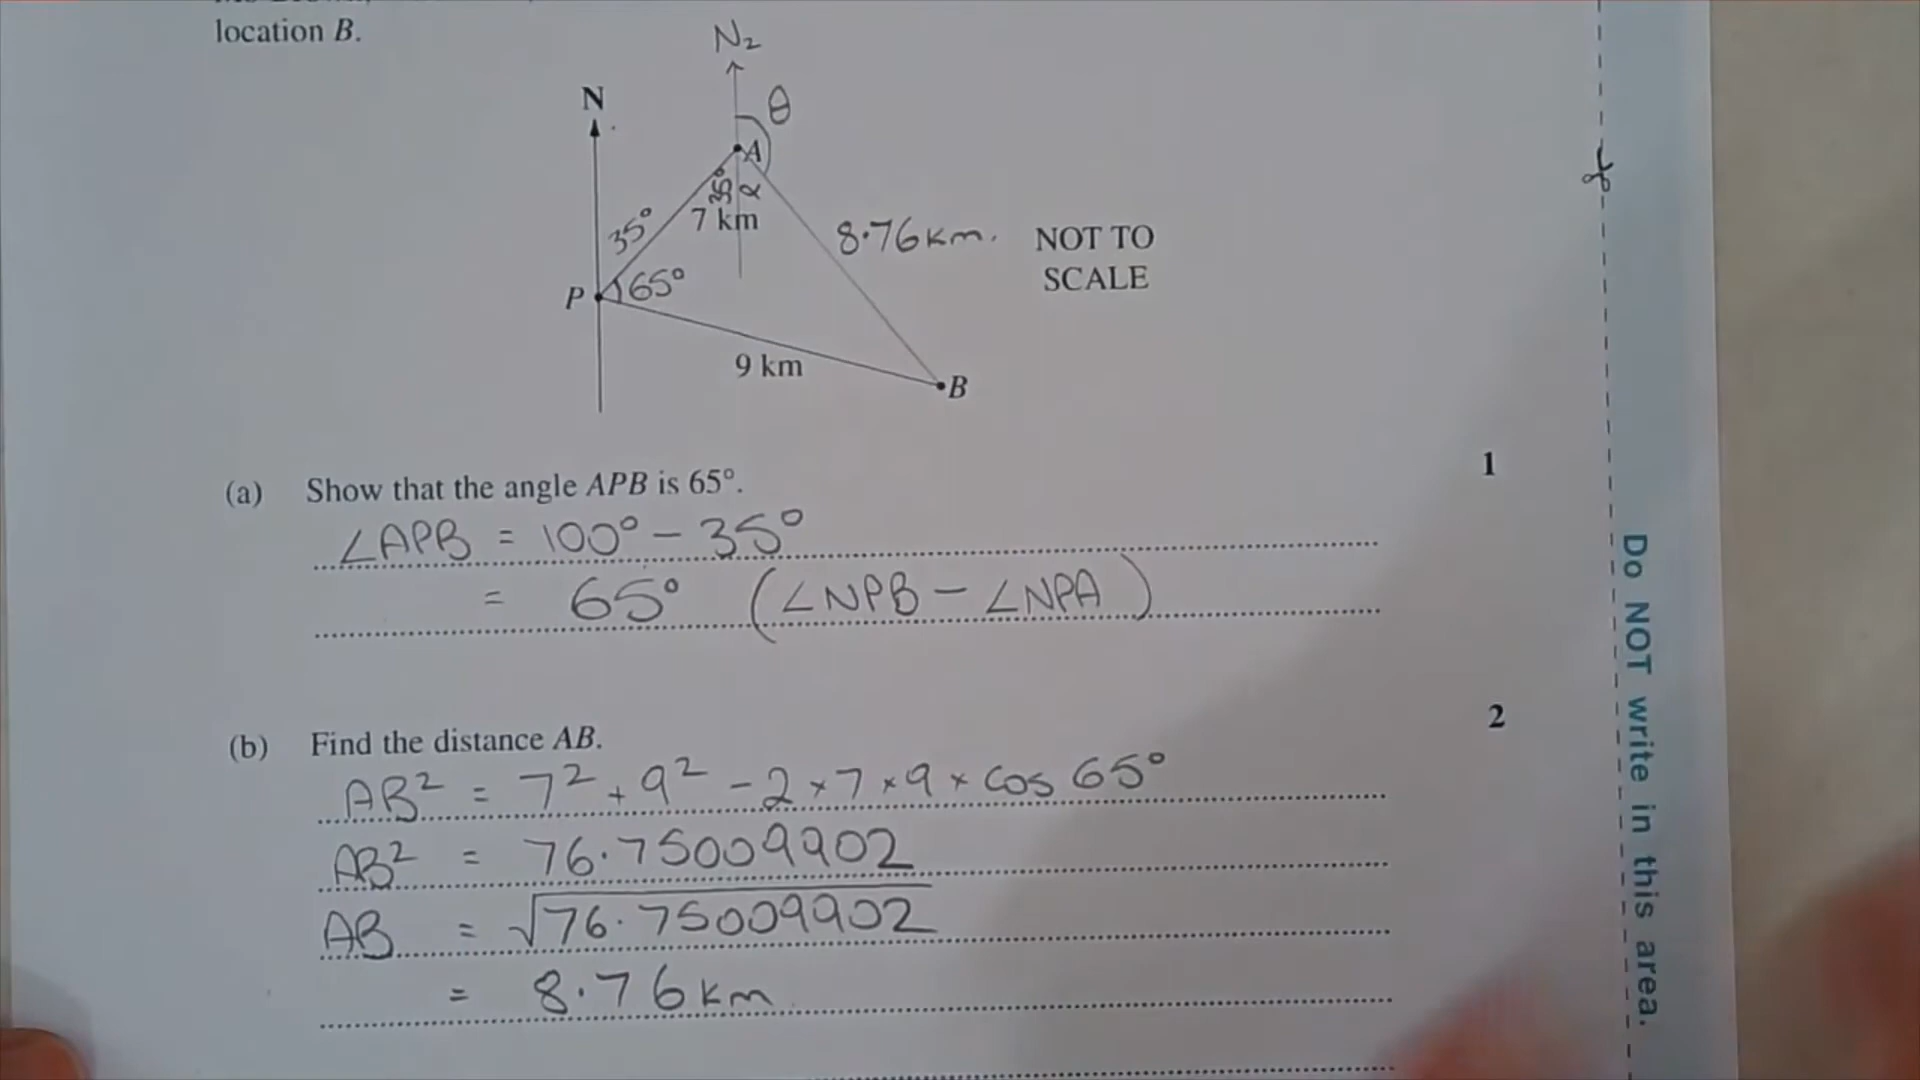 location B.
N₂
N
θ
A
35°
α
7 km
35°
8.76km.
NOT TO
SCALE
P
65°
9 km
B
(a) Show that the angle APB is 65°. 1
∠APB = 100° – 35°
= 65° (∠NPB – ∠NPA)
(b) Find the distance AB. 2
AB² = 7² + 9² – 2 × 7 × 9 × cos 65°
AB² = 76.75009902
AB = √76.75009902
= 8.76km
Do NOT write in this area.